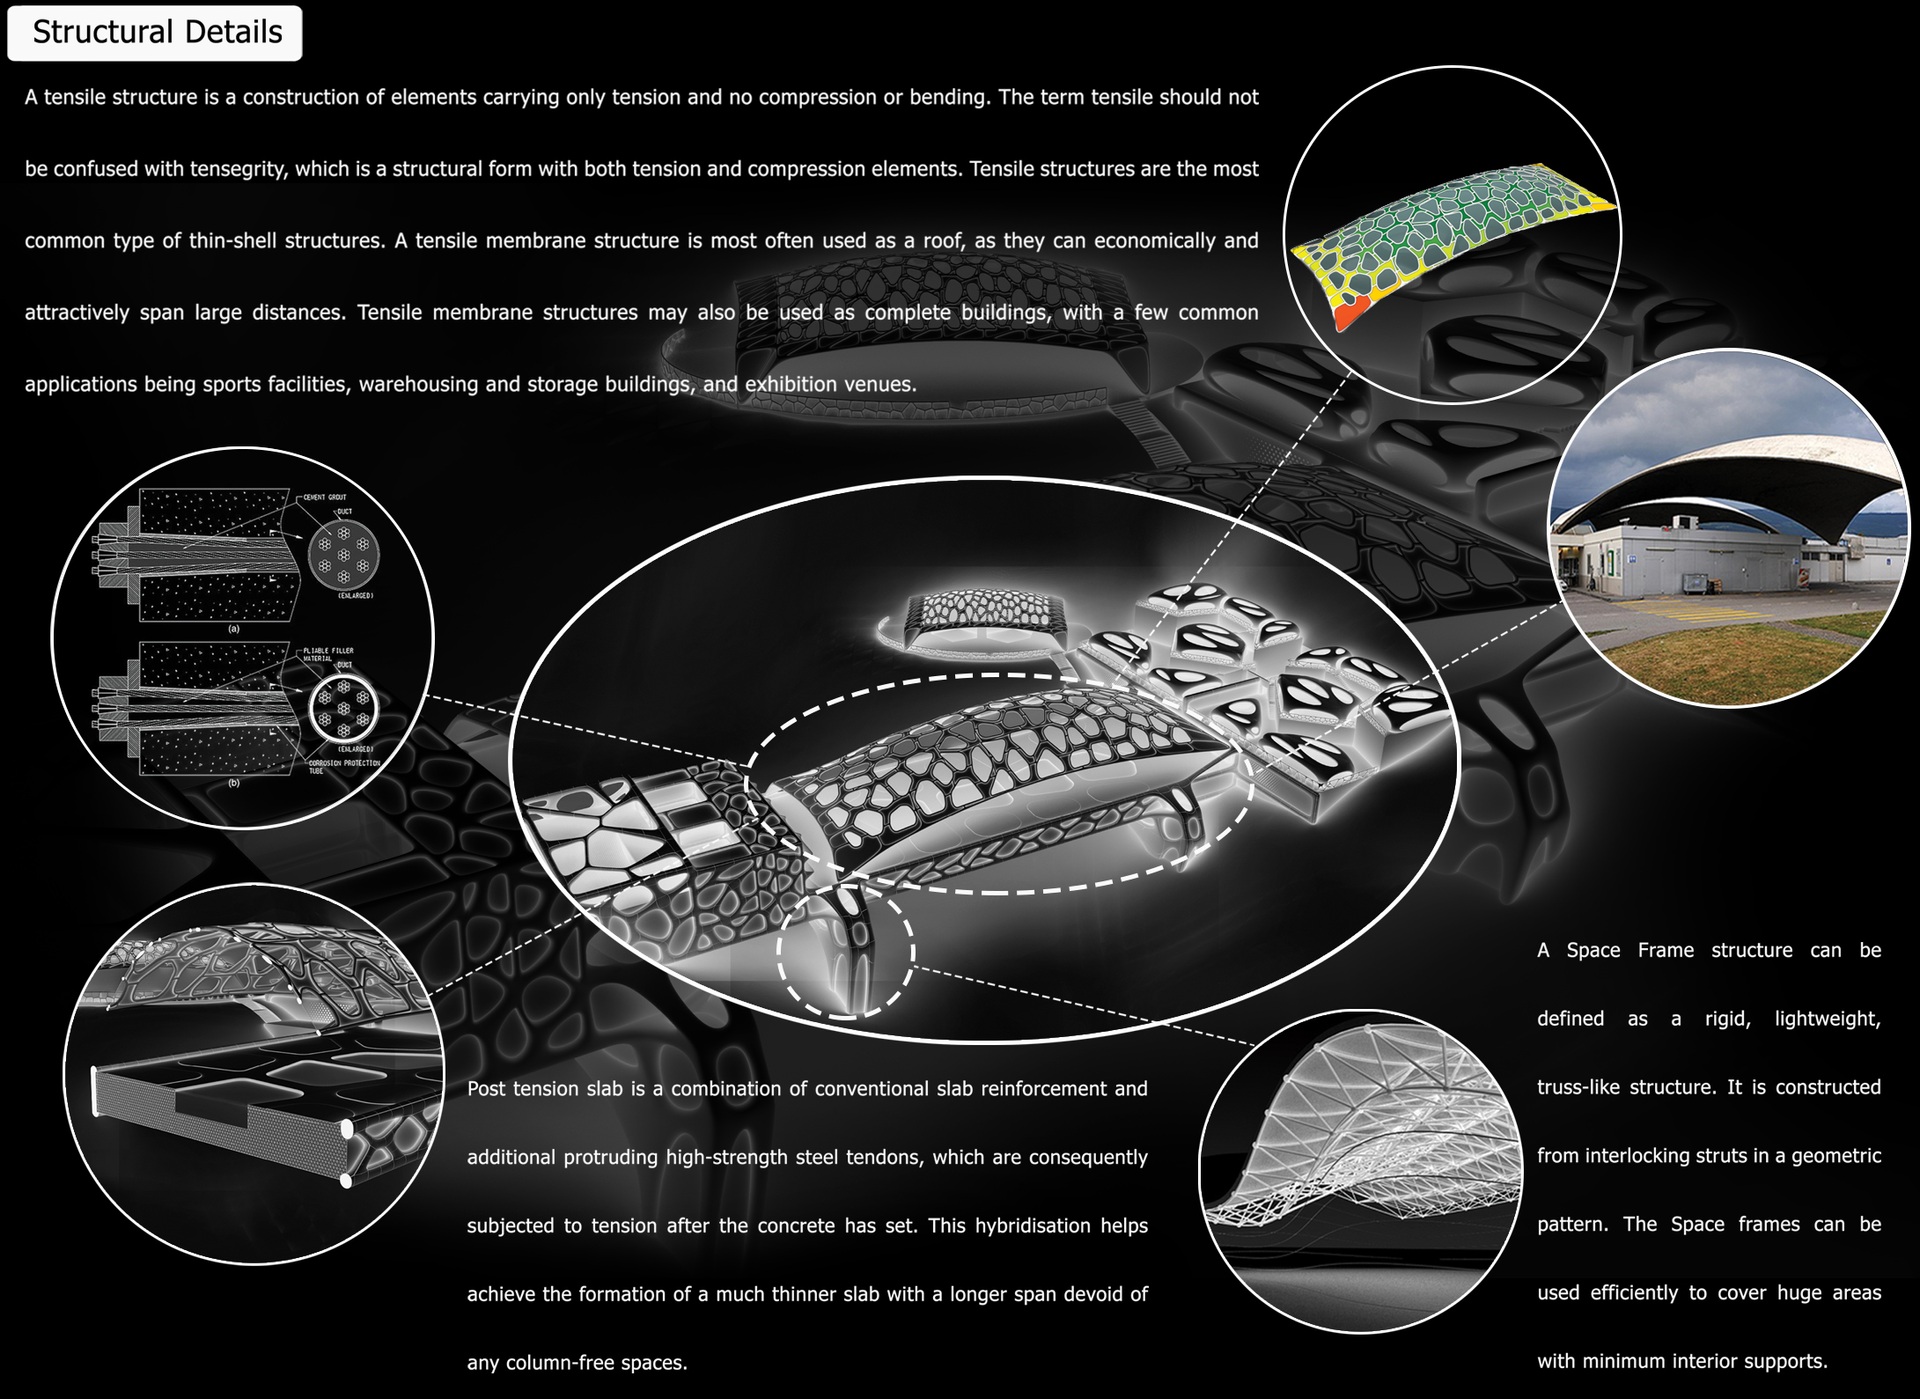 Structural Details
A tensile structure is a construction of elements carrying only tension and no compression or bending. The term tensile should not
be confused with tensegrity, which is a structural form with both tension and compression elements. Tensile structures are the most
common type of thin-shell structures. A tensile membrane structure is most often used as a roof, as they can economically and
attractively span large distances. Tensile membrane structures may also be used as complete buildings, with a few common
applications being sports facilities, warehousing and storage buildings, and exhibition venues.
CEMENT GROUT
DUCT
(ENLARGED)
(a)
PLIABLE FILLER
MATERIAL
DUCT
(ENLARGED)
CORROSION PROTECTION
TUBE
(b)
Post tension slab is a combination of conventional slab reinforcement and
additional protruding high-strength steel tendons, which are consequently
subjected to tension after the concrete has set. This hybridisation helps
achieve the formation of a much thinner slab with a longer span devoid of
any column-free spaces.
A Space Frame structure can be
defined as a rigid, lightweight,
truss-like structure. It is constructed
from interlocking struts in a geometric
pattern. The Space frames can be
used efficiently to cover huge areas
with minimum interior supports.